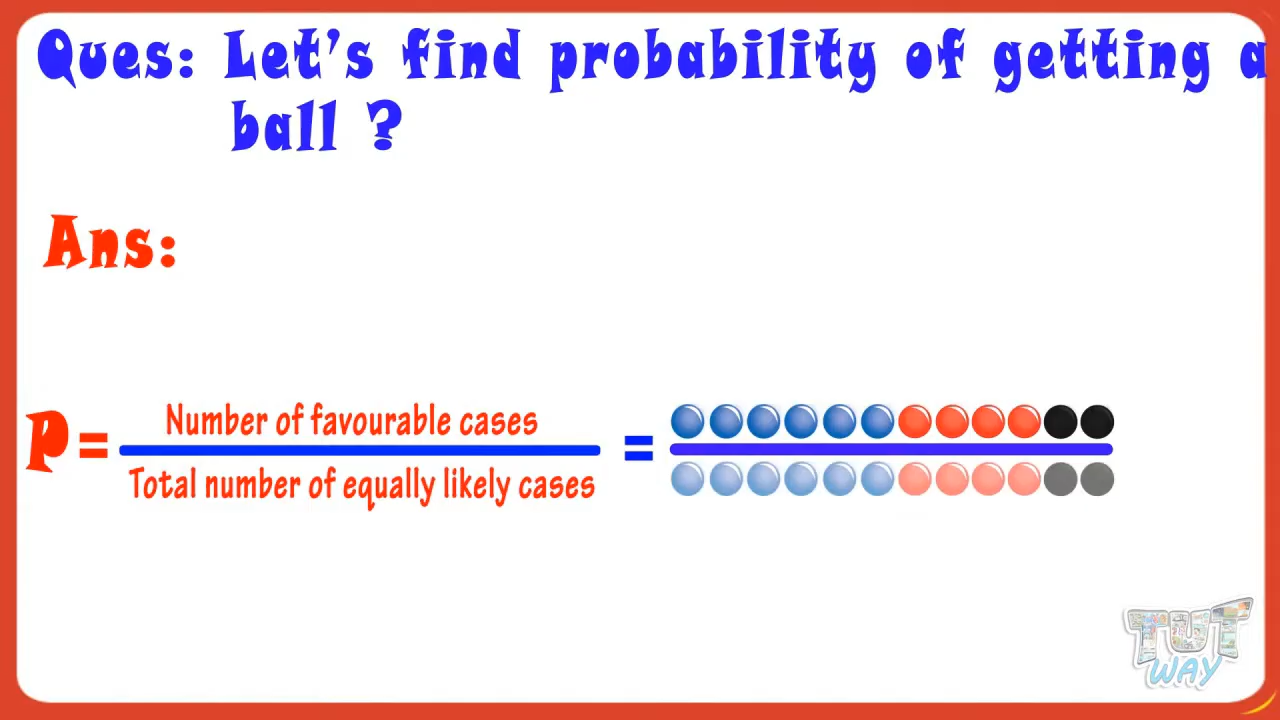 Ques: Let's find probability of getting a
ball ?
Ans:
P = Number of favourable cases =
Total number of equally likely cases
TUT
WAY